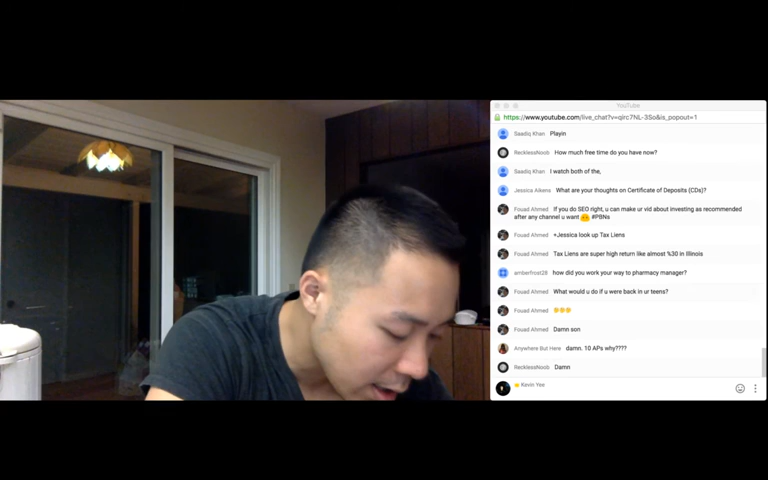 YouTube
https://www.youtube.com/live_chat?v=qirc7NL-3So&is_popout=1
Saadiq Khan Playin
RecklessNoob How much free time do you have now?
Saadiq Khan I watch both of the,
Jessica Aikens What are your thoughts on Certificate of Deposits (CDs)?
Fouad Ahmed If you do SEO right, u can make ur vid about investing as recommended
after any channel u want 🤗 #PBNs
Fouad Ahmed +Jessica look up Tax Liens
Fouad Ahmed Tax Liens are super high return like almost %30 in Illinois
amberfrost28 how did you work your way to pharmacy manager?
Fouad Ahmed What would u do if u were back in ur teens?
Fouad Ahmed
Fouad Ahmed Damn son
Anywhere But Here damn. 10 APs why????
RecklessNoob Damn
Kevin Yee